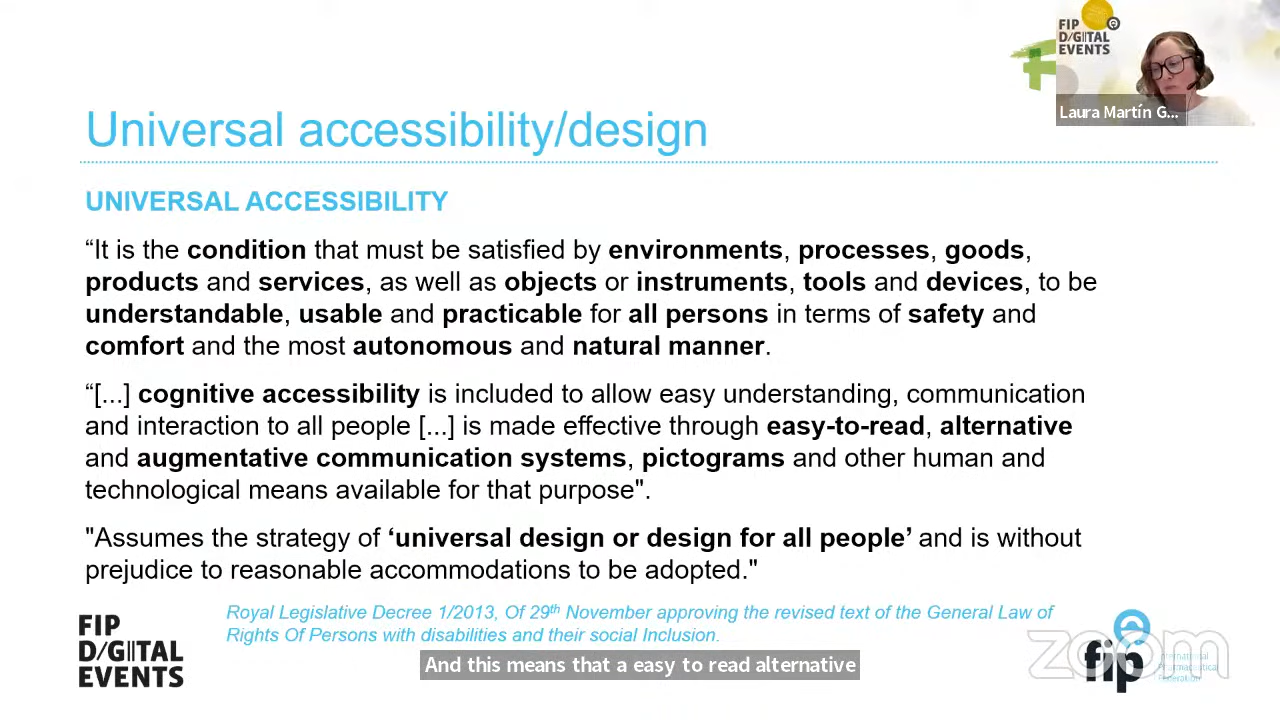 FIP
D/GITAL
EVENTS
Laura Martín G...
Universal accessibility/design
UNIVERSAL ACCESSIBILITY
“It is the condition that must be satisfied by environments, processes, goods,
products and services, as well as objects or instruments, tools and devices, to be
understandable, usable and practicable for all persons in terms of safety and
comfort and the most autonomous and natural manner.
“[...] cognitive accessibility is included to allow easy understanding, communication
and interaction to all people [...] is made effective through easy-to-read, alternative
and augmentative communication systems, pictograms and other human and
technological means available for that purpose".
"Assumes the strategy of ‘universal design or design for all people’ and is without
prejudice to reasonable accommodations to be adopted."
Royal Legislative Decree 1/2013, Of 29th November approving the revised text of the General Law of
Rights Of Persons with disabilities and their social Inclusion.
And this means that a easy to read alternative
FIP
D/GITAL
EVENTS
zoom
fip
International
Pharmaceutical
Federation